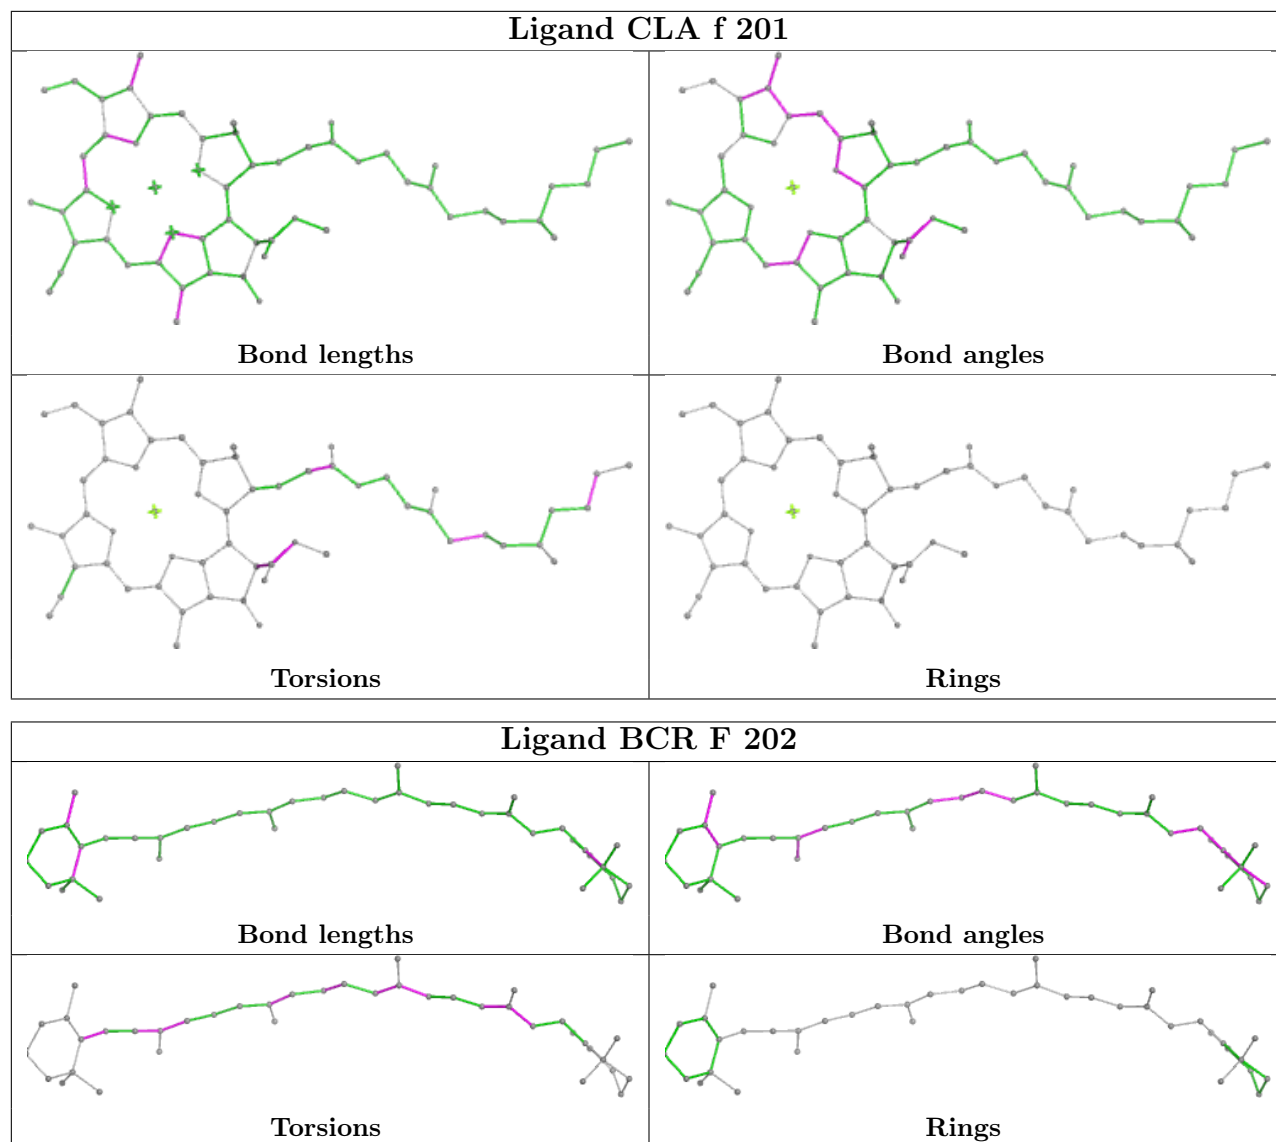 Ligand CLA f 201
Bond lengths
Bond angles
Torsions
Rings
Ligand BCR F 202
Bond lengths
Bond angles
Torsions
Rings